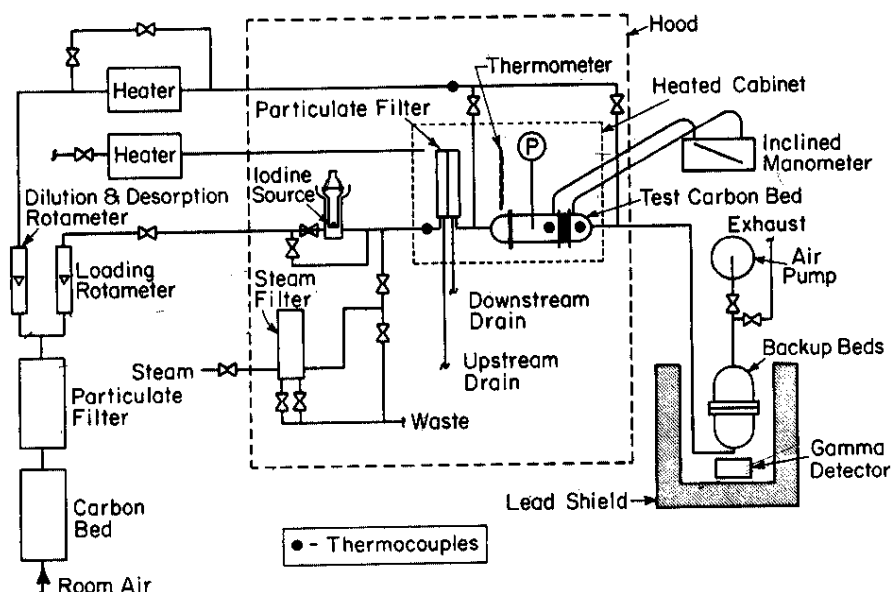 Hood
Thermometer
Heater
Heated Cabinet
Particulate Filter
P
Heater
Inclined
Manometer
Iodine
Source
Dilution & Desorption
Rotameter
Test Carbon Bed
Exhaust
Loading
Rotameter
Steam
Filter
Air
Pump
Downstream
Drain
Steam
Upstream
Drain
Backup Beds
Particulate
Filter
Waste
Gamma
Detector
Lead Shield
Carbon
Bed
- Thermocouples
Room Air